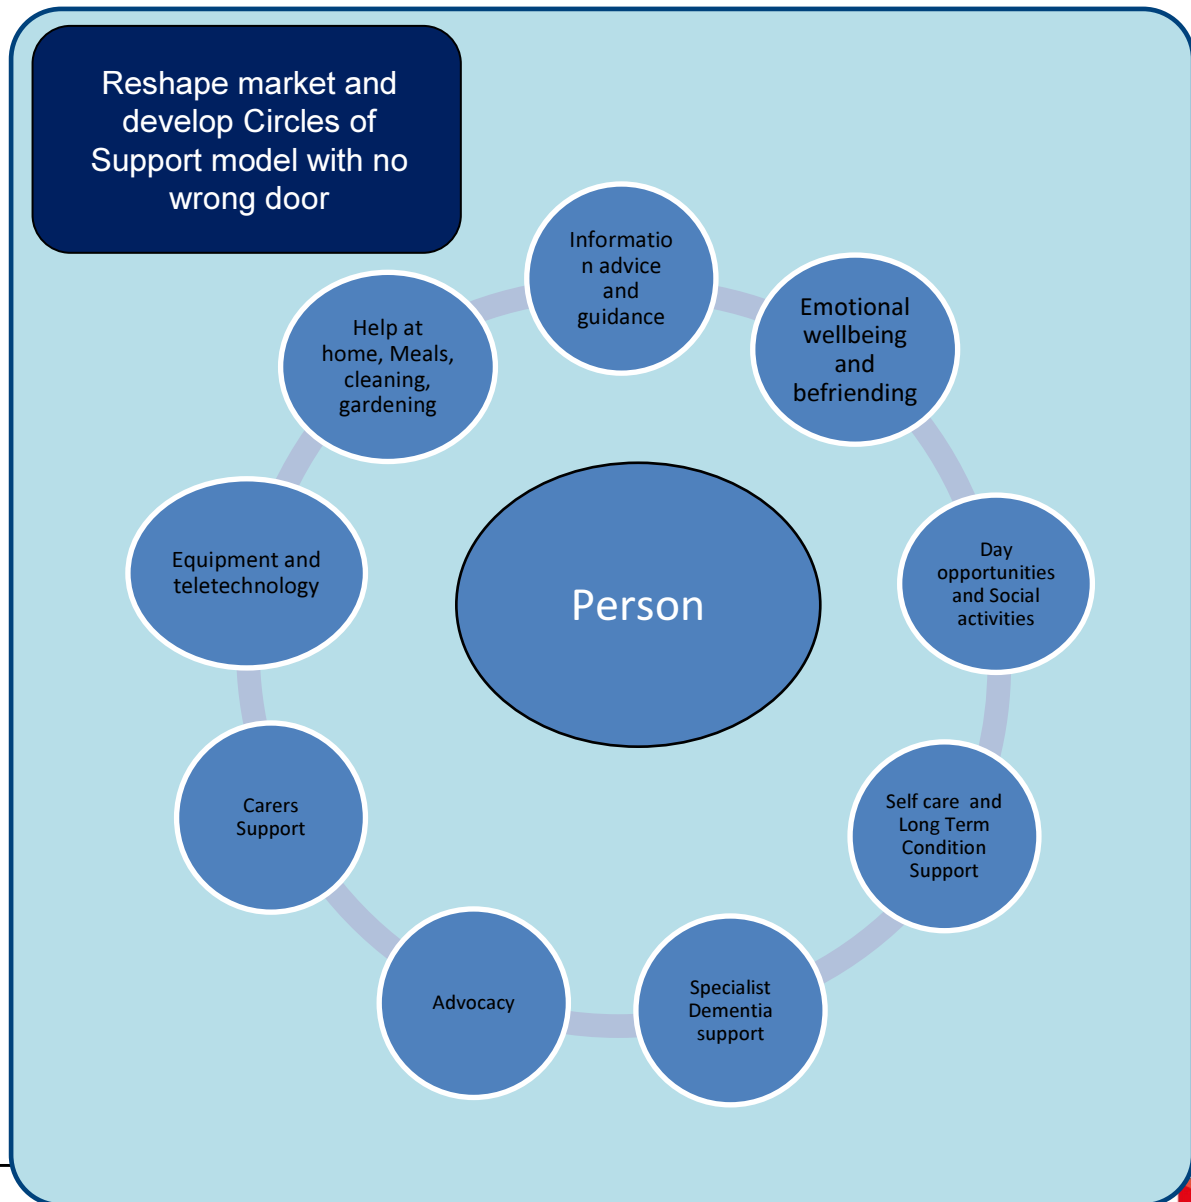 Reshape market and
develop Circles of
Support model with no
wrong door
Informatio
n advice
and
guidance
Emotional
wellbeing
and
befriending
Day
opportunities
and Social
activities
Self care and
Long Term
Condition
Support
Specialist
Dementia
support
Advocacy
Carers
Support
Equipment and
teletechnology
Help at
home, Meals,
cleaning,
gardening
Person